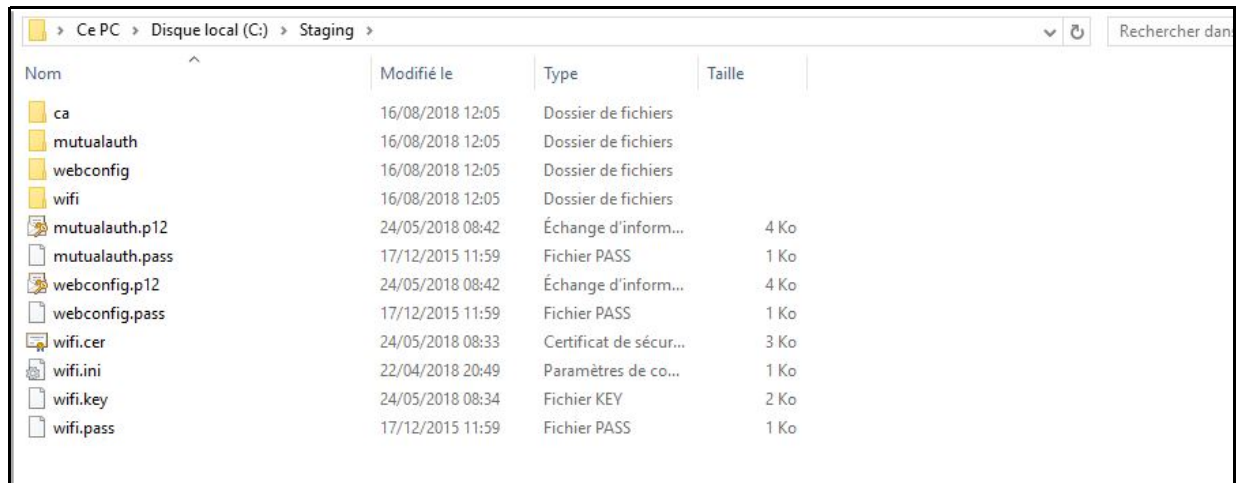 > Ce PC > Disque local (C:) > Staging > Rechercher dans
Nom Modifié le Type Taille
ca 16/08/2018 12:05 Dossier de fichiers
mutualauth 16/08/2018 12:05 Dossier de fichiers
webconfig 16/08/2018 12:05 Dossier de fichiers
wifi 16/08/2018 12:05 Dossier de fichiers
mutualauth.p12 24/05/2018 08:42 Échange d'inform... 4 Ko
mutualauth.pass 17/12/2015 11:59 Fichier PASS 1 Ko
webconfig.p12 24/05/2018 08:42 Échange d'inform... 4 Ko
webconfig.pass 17/12/2015 11:59 Fichier PASS 1 Ko
wifi.cer 24/05/2018 08:33 Certificat de sécur... 3 Ko
wifi.ini 22/04/2018 20:49 Paramètres de co... 1 Ko
wifi.key 24/05/2018 08:34 Fichier KEY 2 Ko
wifi.pass 17/12/2015 11:59 Fichier PASS 1 Ko